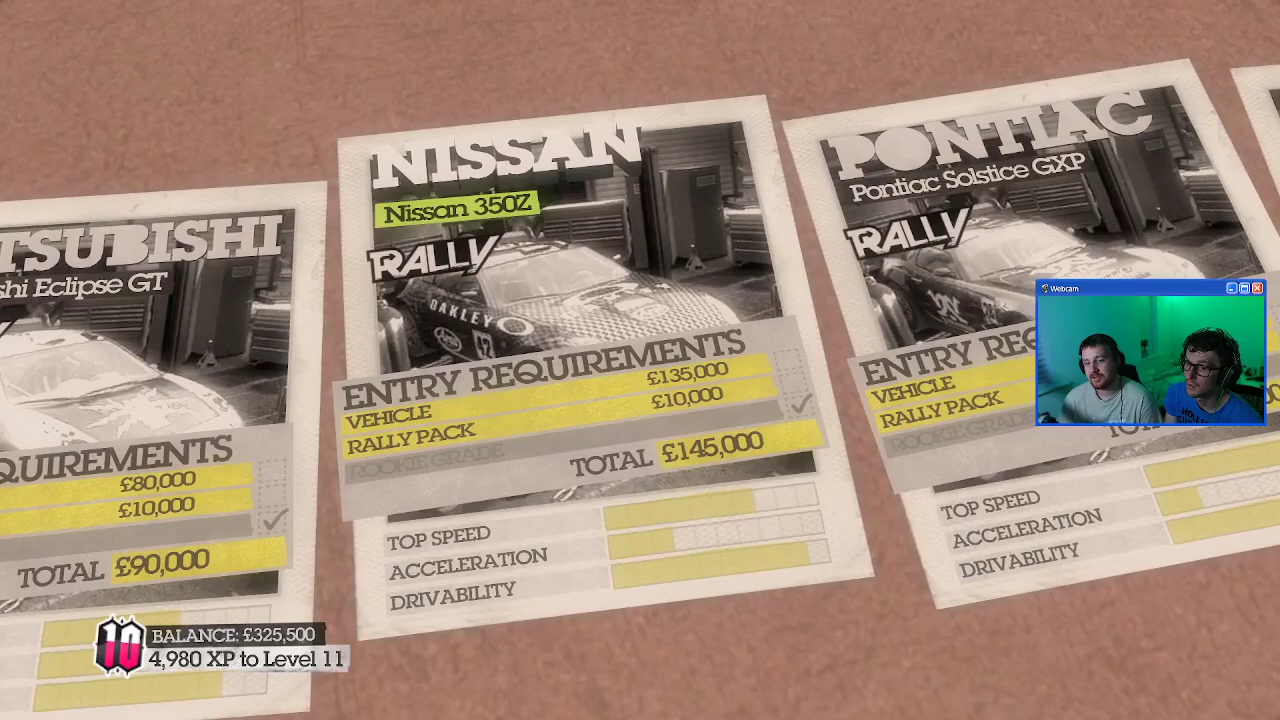 TSUBISHI
shi Eclipse GT
QUIREMENTS
£80,000
£10,000
TOTAL £90,000
NISSAN
Nissan 350Z
RALLY
OAKLEY
ENTRY REQUIREMENTS
VEHICLE £135,000
RALLY PACK £10,000
ROOKIE GRADE
TOTAL £145,000
TOP SPEED
ACCELERATION
DRIVABILITY
PONTIAC
Pontiac Solstice GXP
RALLY
ENTRY REQ
VEHICLE
RALLY PACK
ROOKIE GRADE
TOP SPEED
ACCELERATION
DRIVABILITY
Webcam
10
BALANCE: £325,500
4,980 XP to Level 11